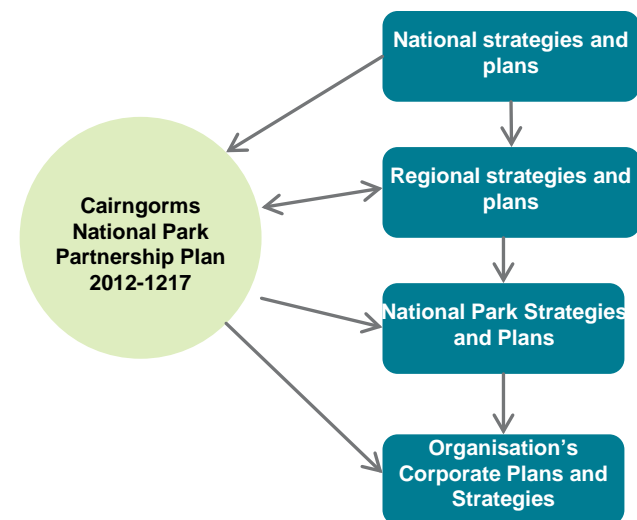 National strategies and
plans
Regional strategies and
plans
Cairngorms
National Park
Partnership Plan
2012-1217
National Park Strategies
and Plans
Organisation’s
Corporate Plans and
Strategies